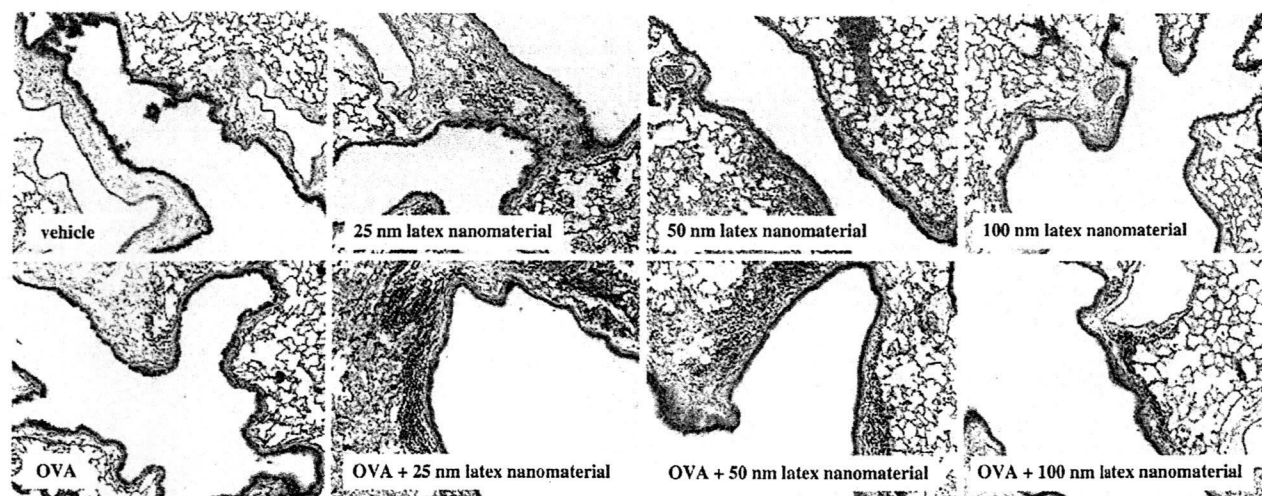 vehicle
25 nm latex nanomaterial
50 nm latex nanomaterial
100 nm latex nanomaterial
OVA
OVA + 25 nm latex nanomaterial
OVA + 50 nm latex nanomaterial
OVA + 100 nm latex nanomaterial